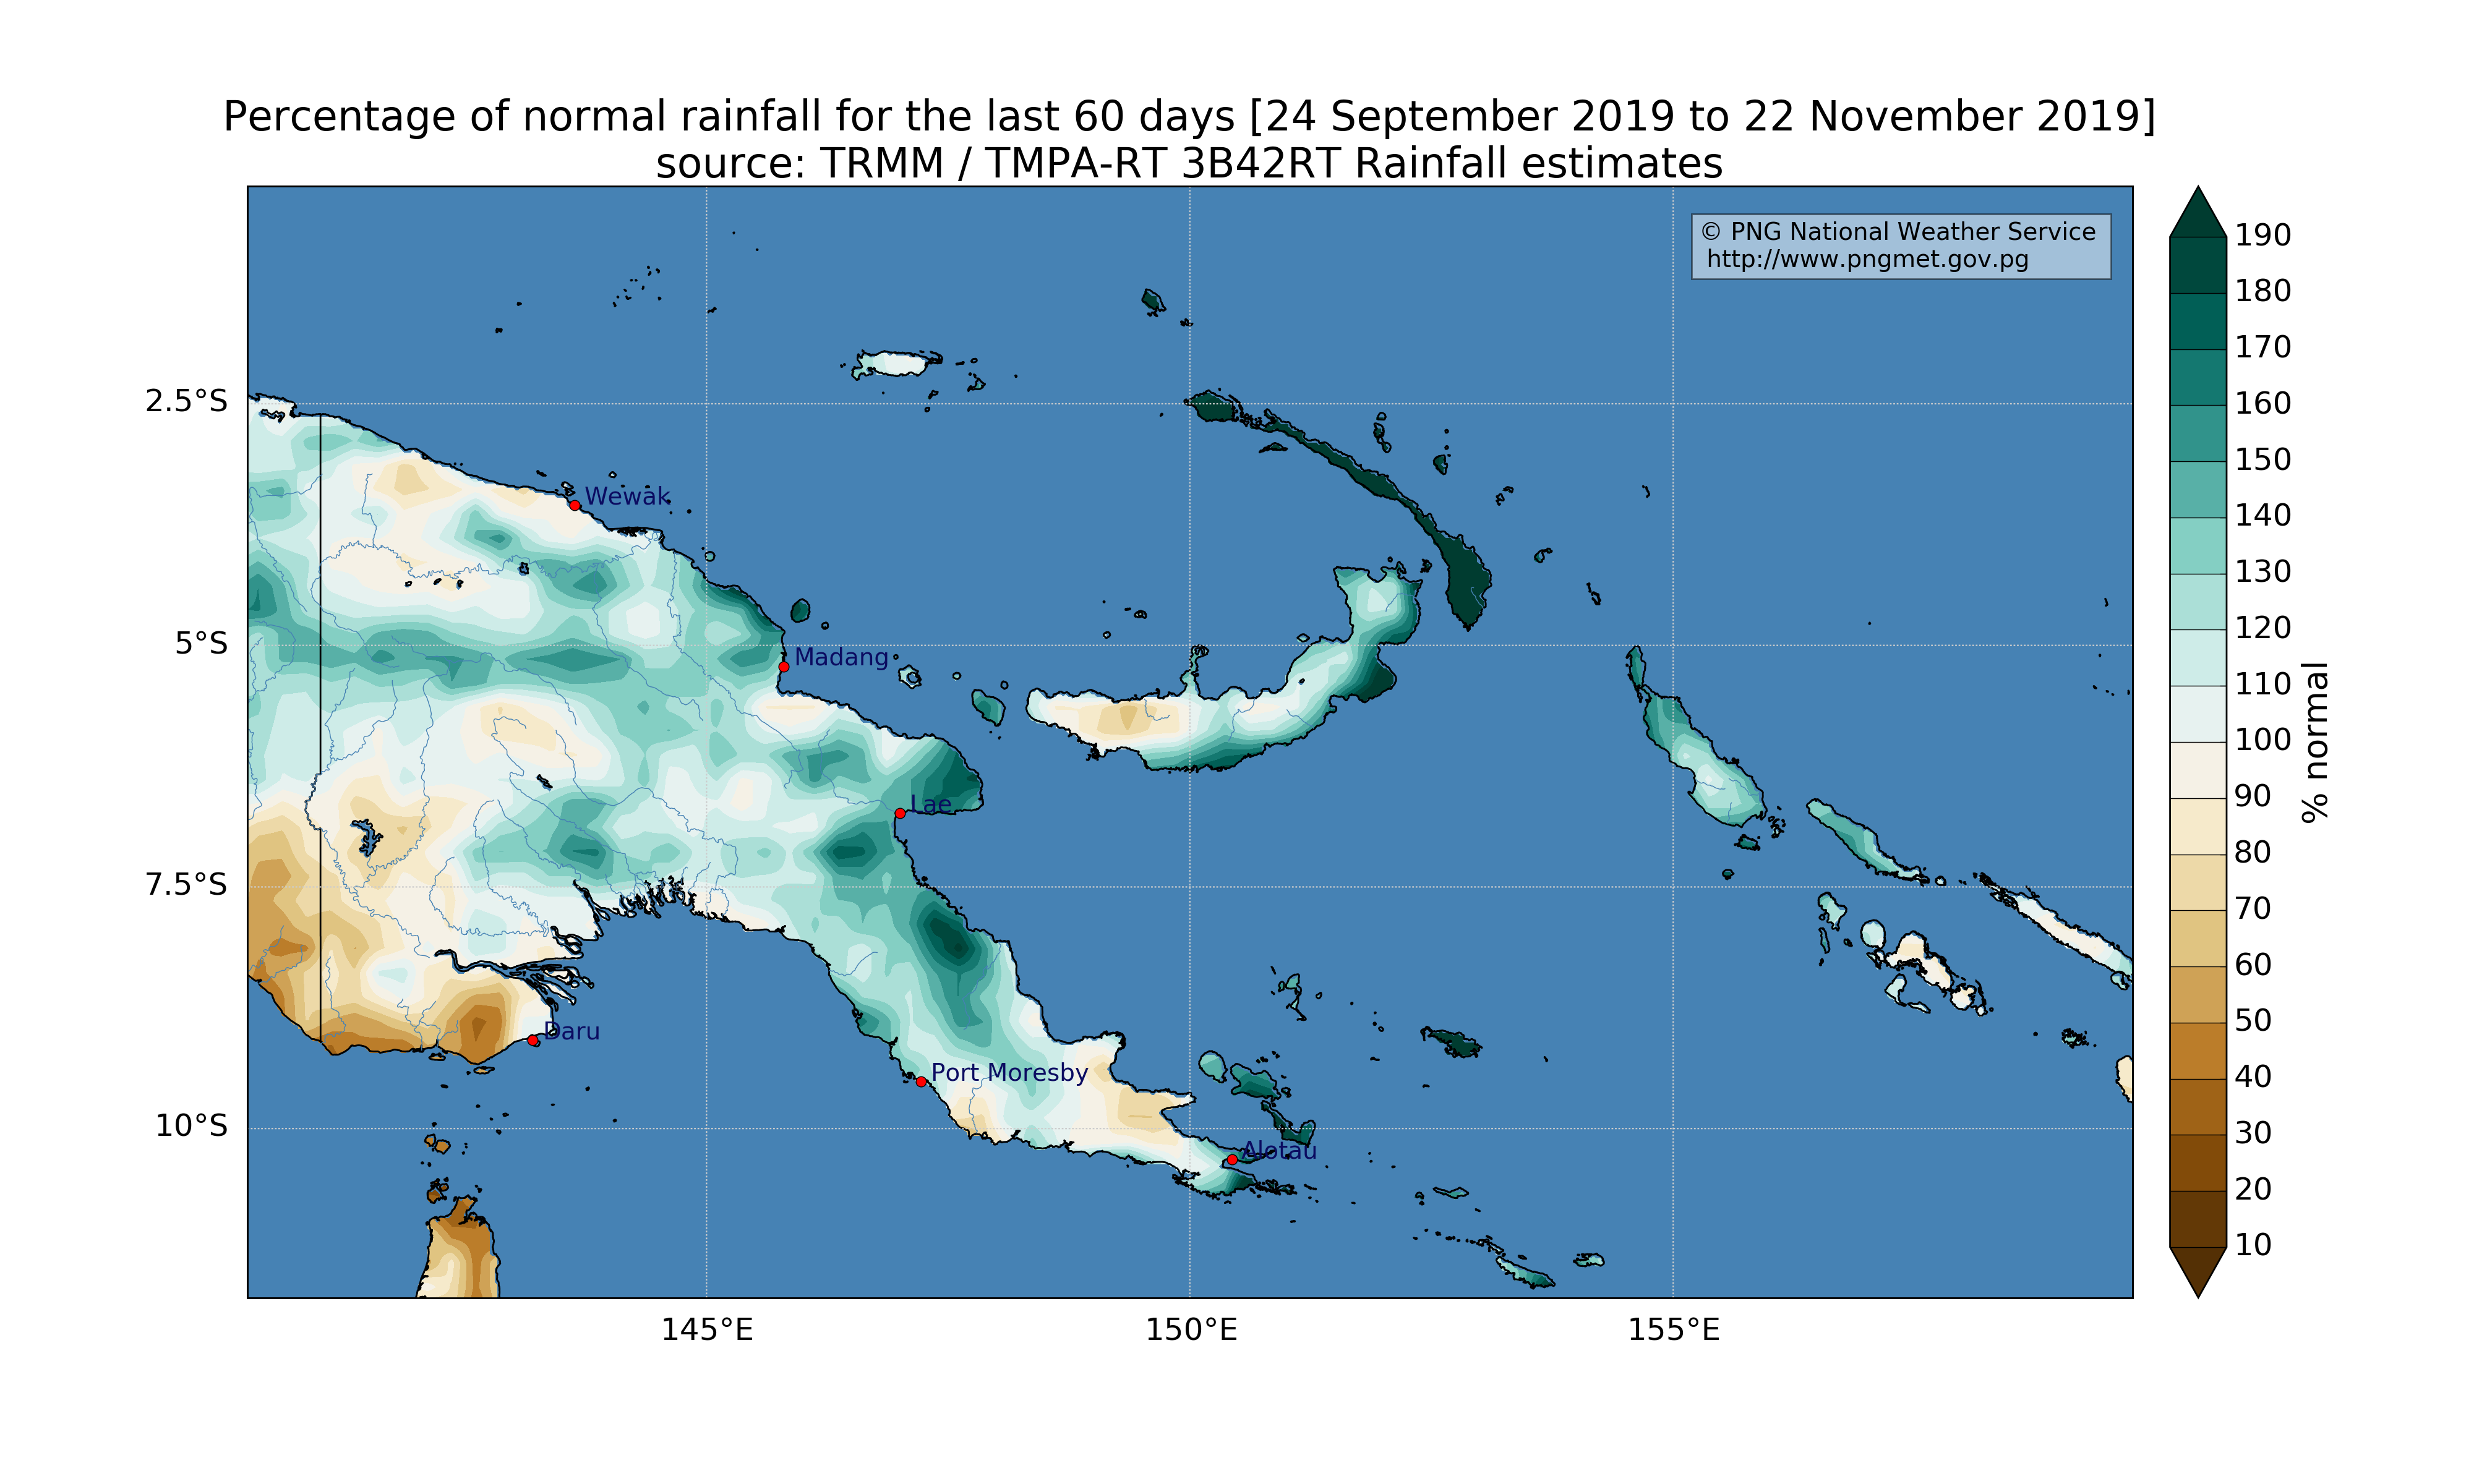 Percentage of normal rainfall for the last 60 days [24 September 2019 to 22 November 2019]
source: TRMM / TMPA-RT 3B42RT Rainfall estimates
© PNG National Weather Service
http://www.pngmet.gov.pg
190
180
170
160
150
140
130
120
110
100
90
80
70
60
50
40
30
20
10
% normal
2.5°S
5°S
7.5°S
10°S
Wewak
Madang
Lae
Daru
Port Moresby
Alotau
145°E
150°E
155°E